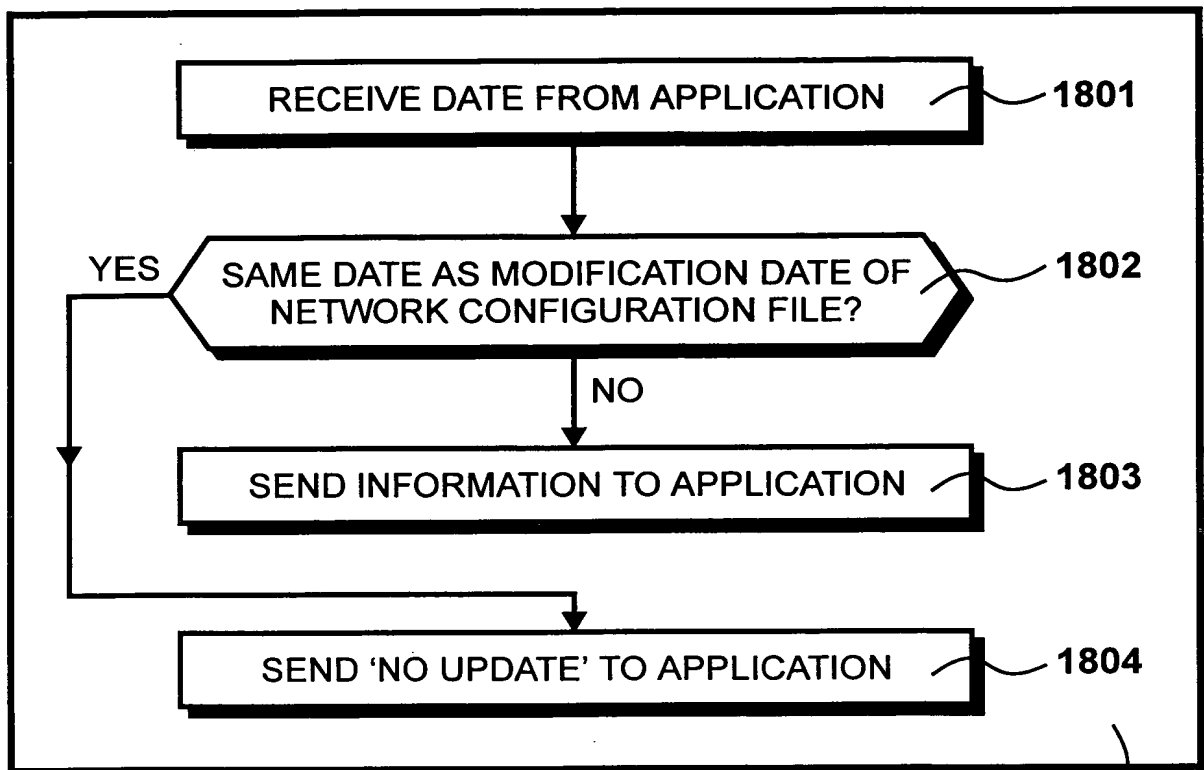 RECEIVE DATE FROM APPLICATION
1801
YES
SAME DATE AS MODIFICATION DATE OF
NETWORK CONFIGURATION FILE?
1802
NO
SEND INFORMATION TO APPLICATION
1803
SEND ‘NO UPDATE’ TO APPLICATION
1804